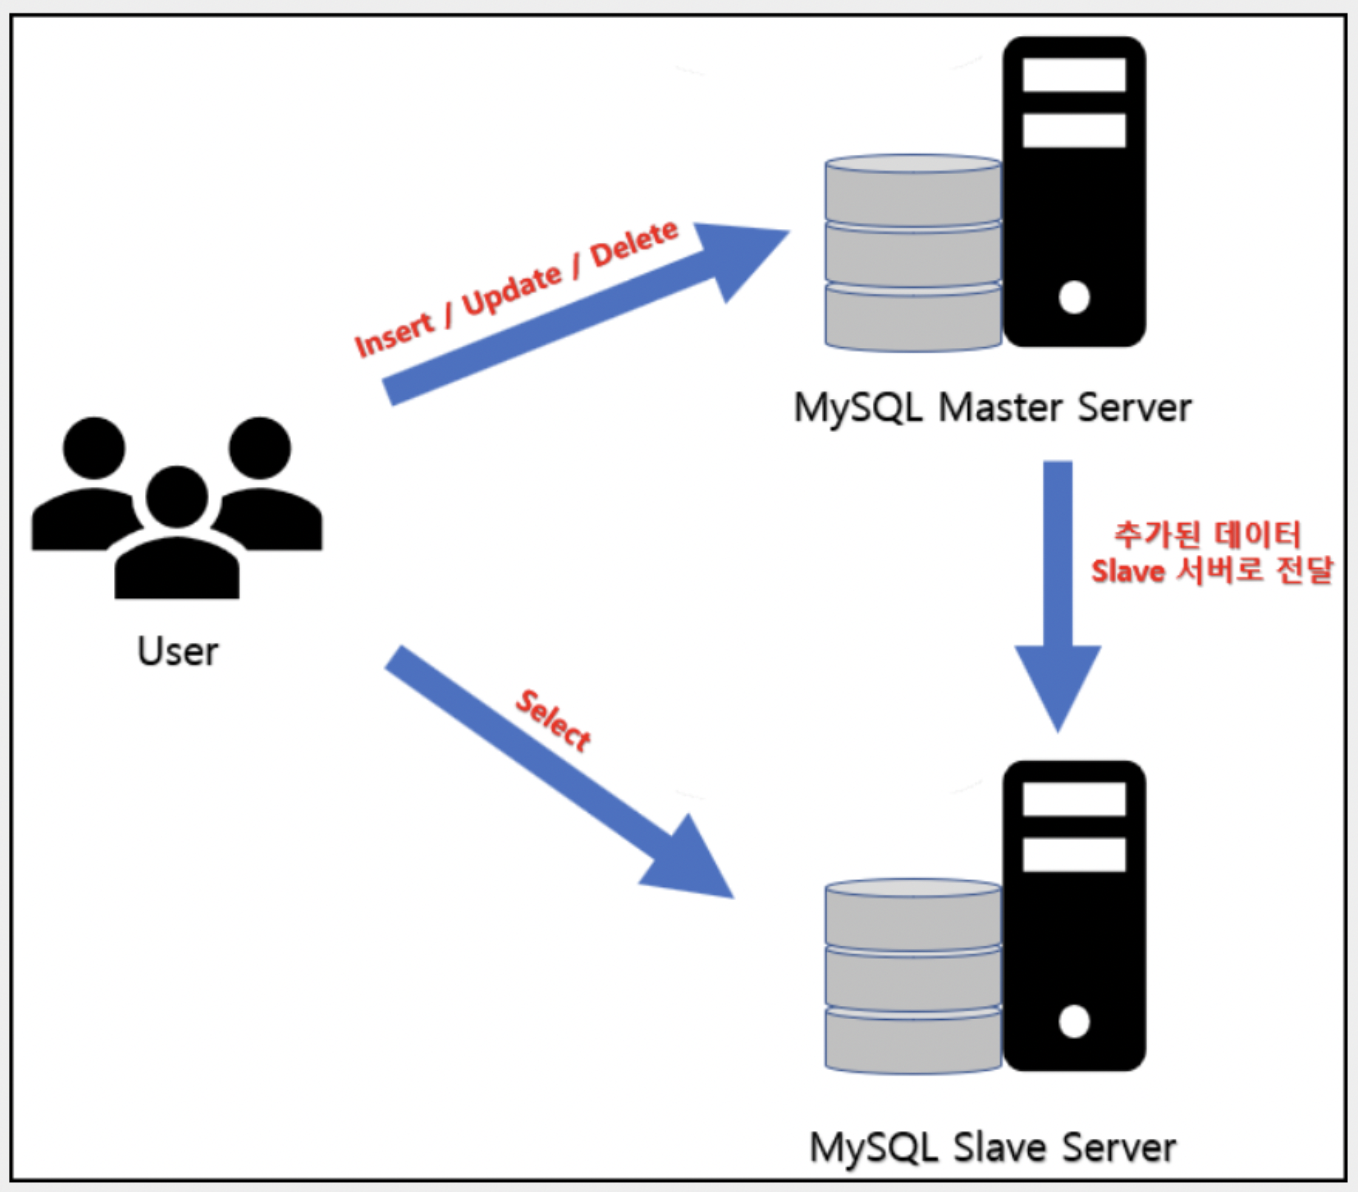 Insert / Update / Delete
MySQL Master Server
추가된 데이터
Slave 서버로 전달
User
Select
MySQL Slave Server